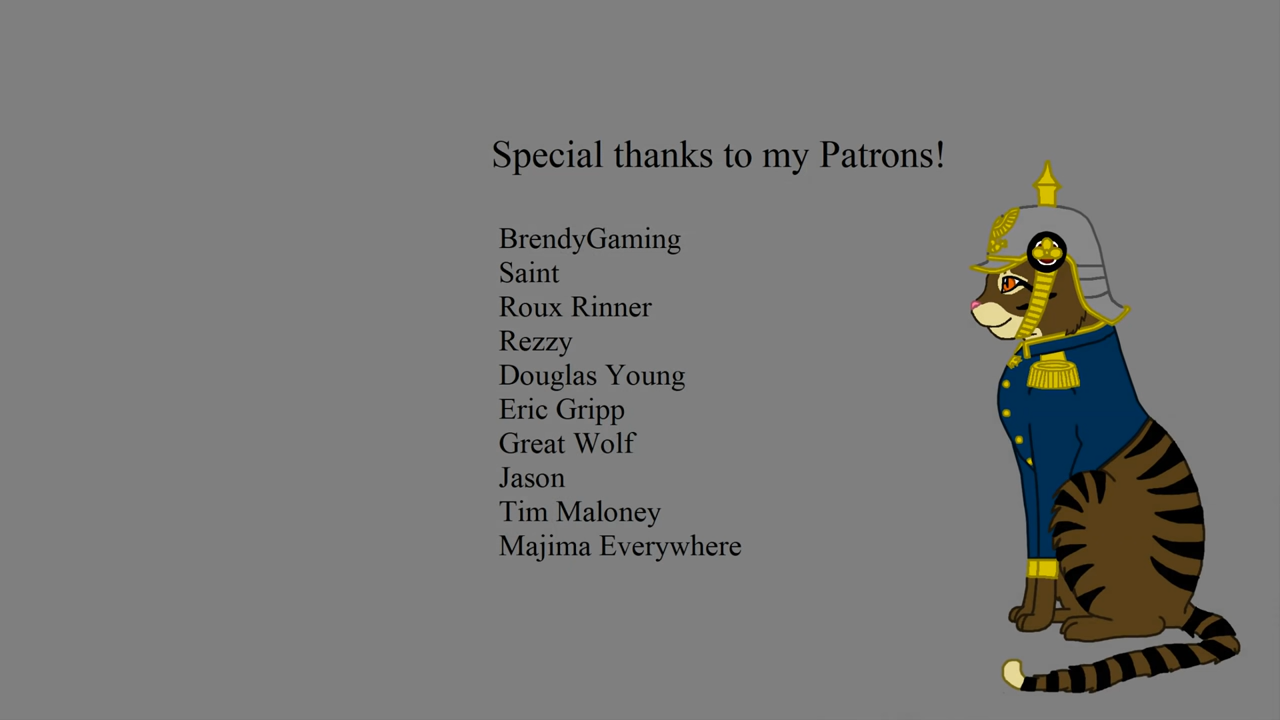 Special thanks to my Patrons!
BrendyGaming
Saint
Roux Rinner
Rezzy
Douglas Young
Eric Gripp
Great Wolf
Jason
Tim Maloney
Majima Everywhere